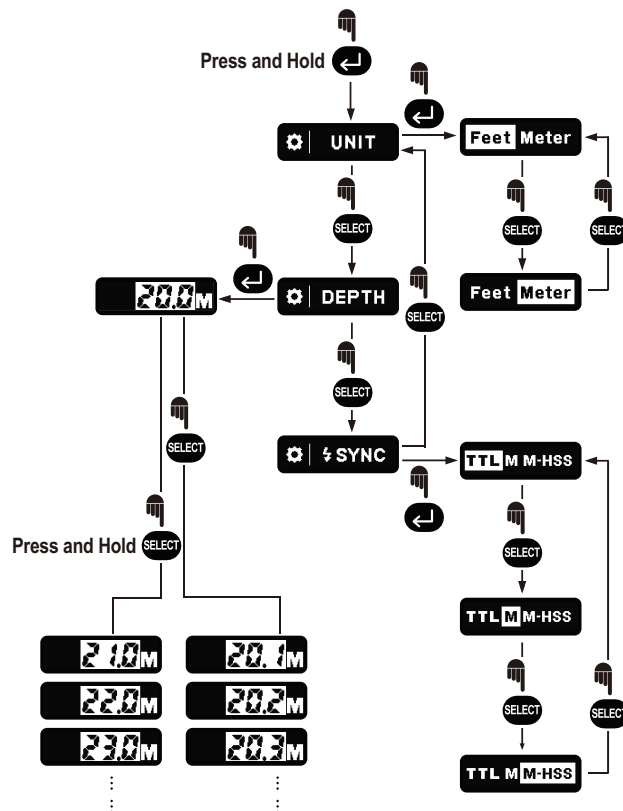 Press and Hold
UNIT
Feet Meter
SELECT
SELECT
SELECT
20.0M
DEPTH
Feet Meter
SELECT
SELECT
SELECT
SYNC
TTL M M-HSS
Press and Hold SELECT
SELECT
TTL M M-HSS
21.0M
20.1M
22.0M
20.2M
SELECT
SELECT
23.0M
20.3M
TTL M M-HSS